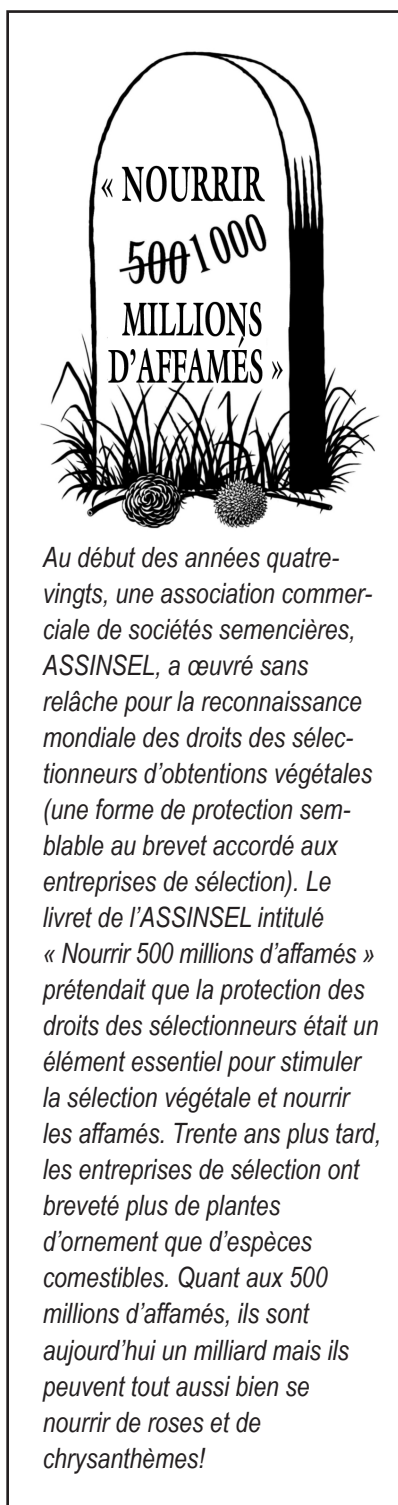 « NOURRIR
500 1000
MILLIONS
D'AFFAMÉS »
Au début des années quatre-
vingts, une association commer-
ciale de sociétés semencières,
ASSINSEL, a œuvré sans
relâche pour la reconnaissance
mondiale des droits des sélec-
tionneurs d'obtentions végétales
(une forme de protection sem-
blable au brevet accordé aux
entreprises de sélection). Le
livret de l'ASSINSEL intitulé
« Nourrir 500 millions d'affamés »
prétendait que la protection des
droits des sélectionneurs était un
élément essentiel pour stimuler
la sélection végétale et nourrir
les affamés. Trente ans plus tard,
les entreprises de sélection ont
breveté plus de plantes
d'ornement que d'espèces
comestibles. Quant aux 500
millions d'affamés, ils sont
aujourd'hui un milliard mais ils
peuvent tout aussi bien se
nourrir de roses et de
chrysanthèmes!